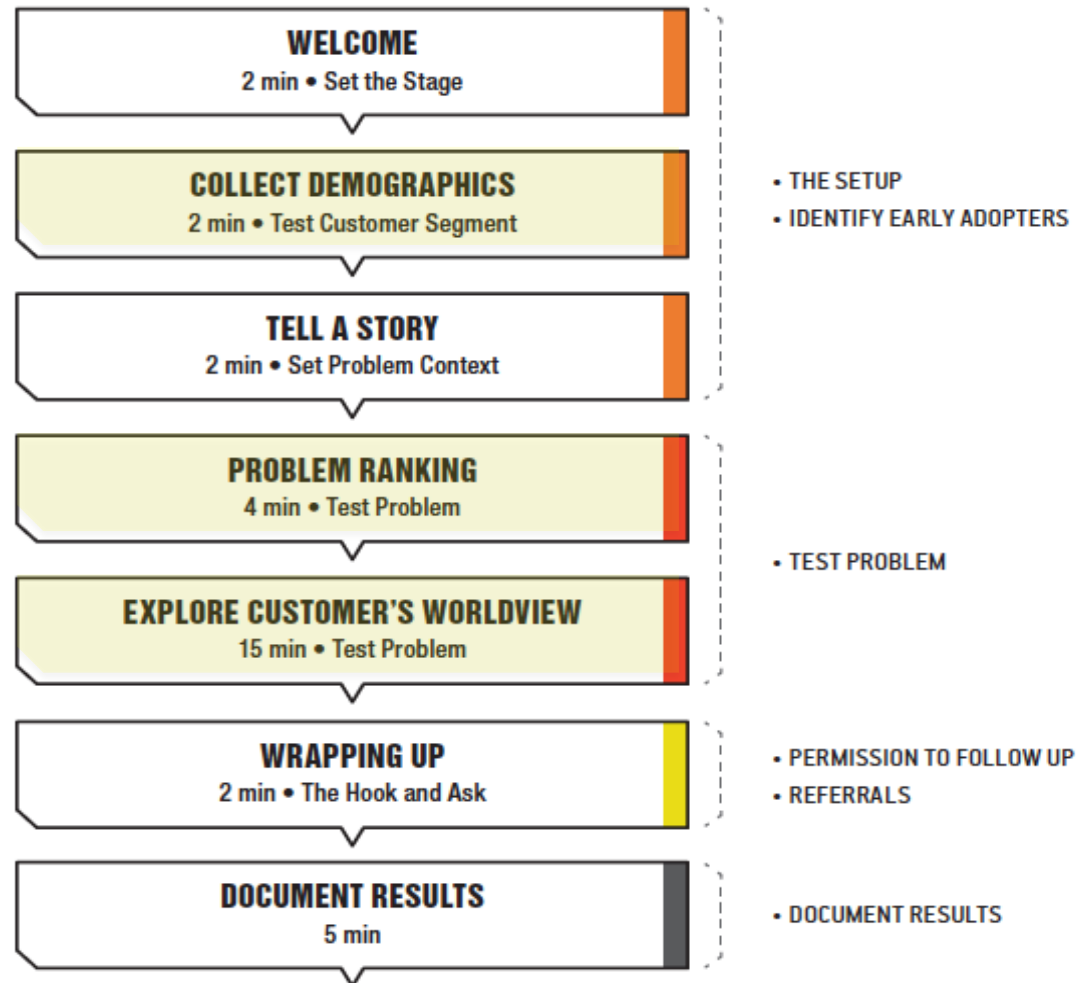 WELCOME
2 min • Set the Stage
COLLECT DEMOGRAPHICS
2 min • Test Customer Segment
• THE SETUP
• IDENTIFY EARLY ADOPTERS
TELL A STORY
2 min • Set Problem Context
PROBLEM RANKING
4 min • Test Problem
• TEST PROBLEM
EXPLORE CUSTOMER'S WORLDVIEW
15 min • Test Problem
WRAPPING UP
2 min • The Hook and Ask
• PERMISSION TO FOLLOW UP
• REFERRALS
DOCUMENT RESULTS
5 min
• DOCUMENT RESULTS